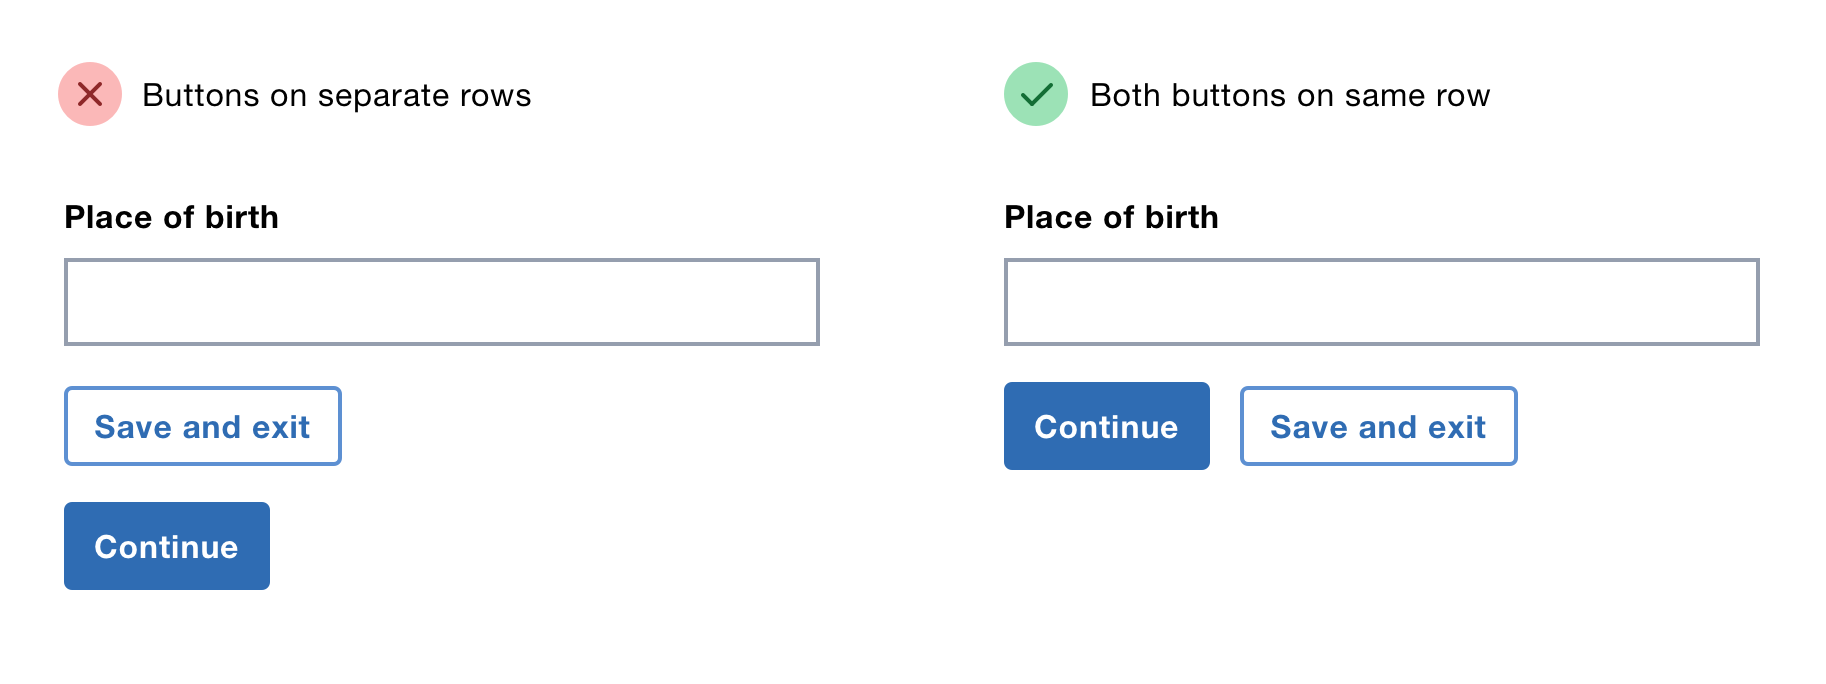 Buttons on separate rows
Place of birth
Save and exit
Continue
Both buttons on same row
Place of birth
Continue
Save and exit